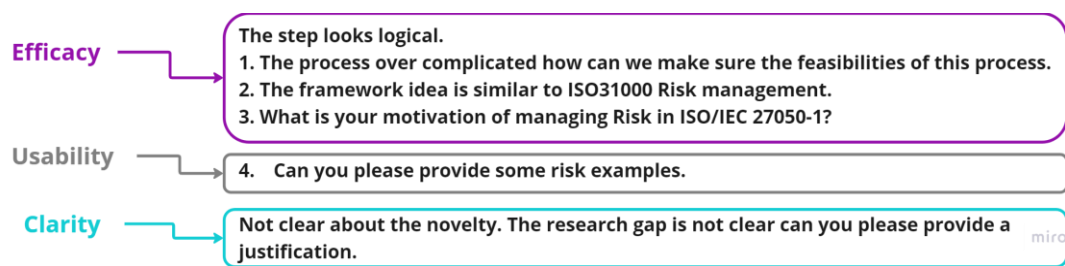 Efficacy
The step looks logical.
1. The process over complicated how can we make sure the feasibilities of this process.
2. The framework idea is similar to ISO31000 Risk management.
3. What is your motivation of managing Risk in ISO/IEC 27050-1?
Usability
4. Can you please provide some risk examples.
Clarity
Not clear about the novelty. The research gap is not clear can you please provide a
justification.
miro